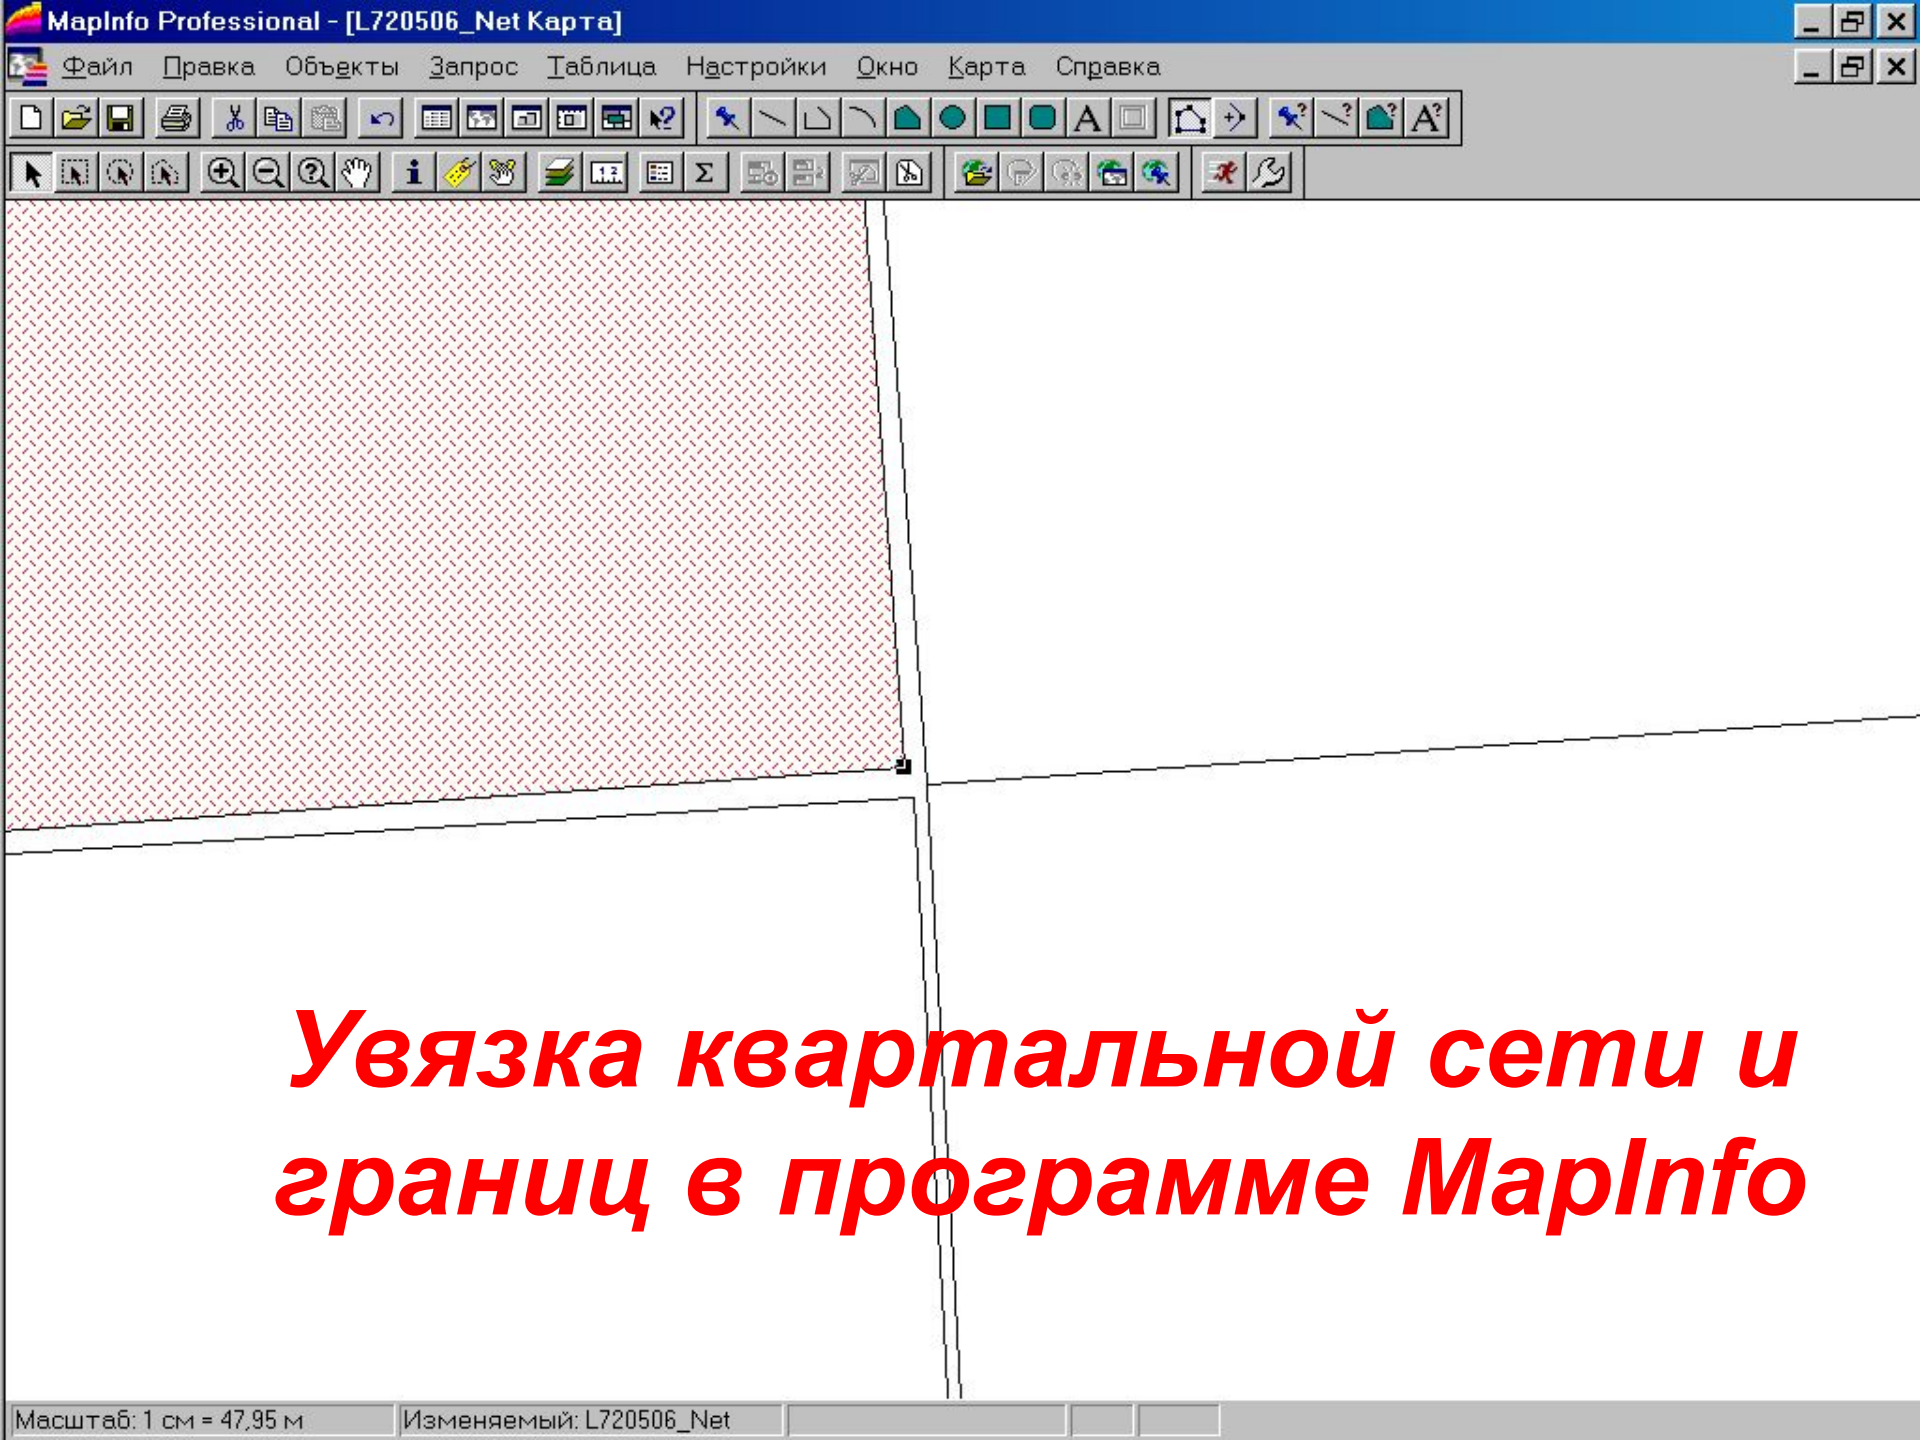 MapInfo Professional - [L720506_Net Карта]
Файл Правка Объекты Запрос Таблица Настройки Окно Карта Справка
Увязка квартальной сети и
границ в программе MapInfo
Масштаб: 1 см = 47,95 м Изменяемый: L720506_Net